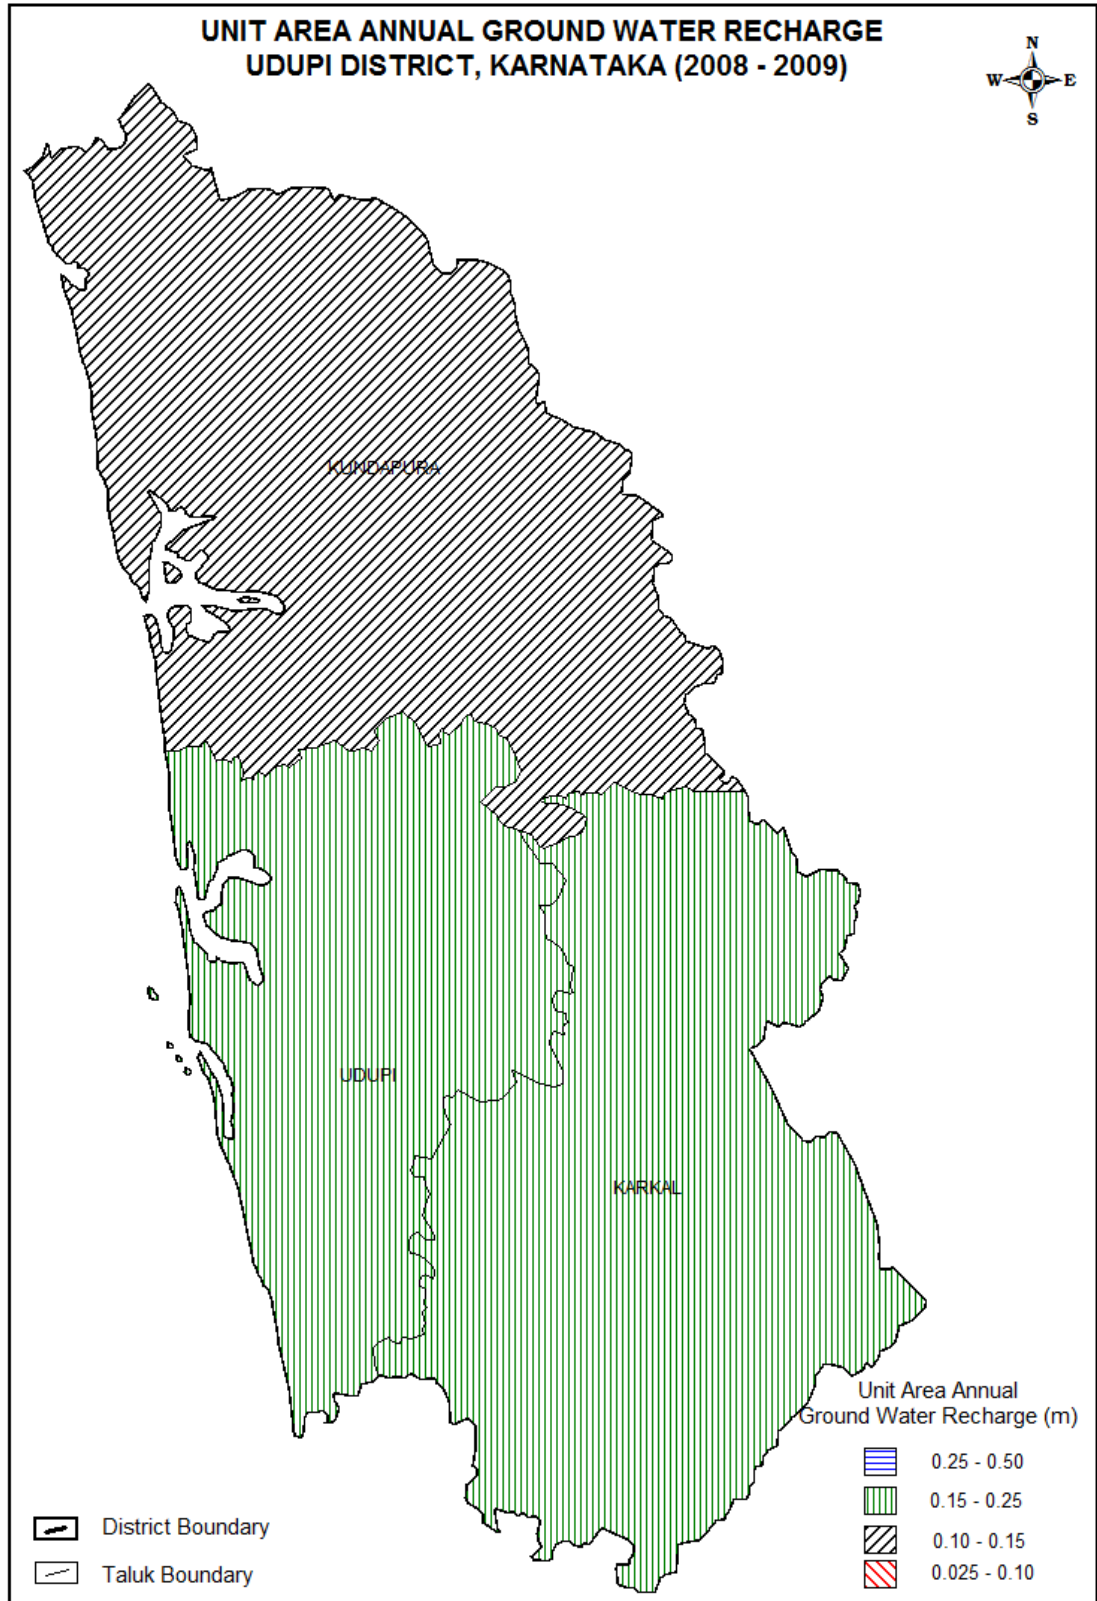 UNIT AREA ANNUAL GROUND WATER RECHARGE
UDUPI DISTRICT, KARNATAKA (2008 - 2009)
N
W E
S
KUNDAPURA
UDUPI
KARKAL
Unit Area Annual
Ground Water Recharge (m)
0.25 - 0.50
0.15 - 0.25
0.10 - 0.15
0.025 - 0.10
District Boundary
Taluk Boundary